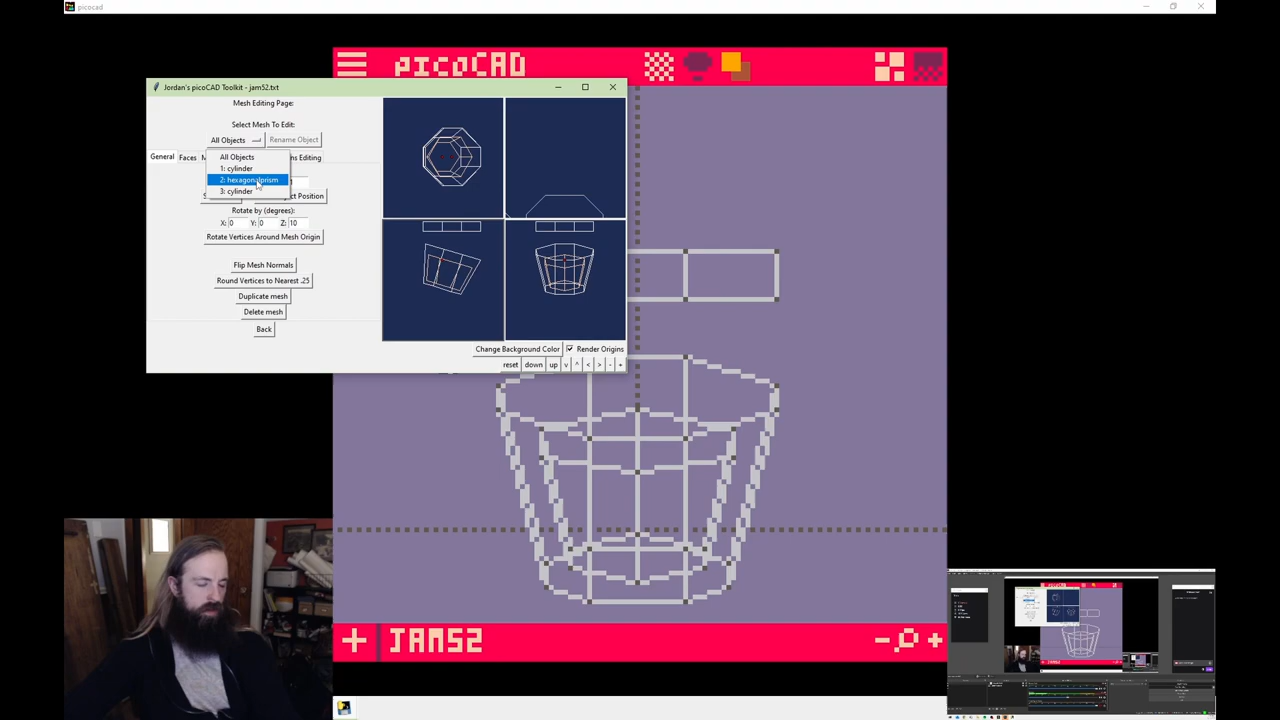 picocad
picoCAD
Jordan's picoCAD Toolkit - jam52.txt
Mesh Editing Page:
Select Mesh To Edit:
All Objects
Rename Object
General
Faces
Editing
All Objects
1: cylinder
2: hexagonalprism
3: cylinder
Position
Rotate by (degrees):
X: 0 Y: 0 Z: 10
Rotate Vertices Around Mesh Origin
Flip Mesh Normals
Round Vertices to Nearest .25
Duplicate mesh
Delete mesh
Back
Change Background Color
Render Origins
reset down up v ^ < > - +
JAM52